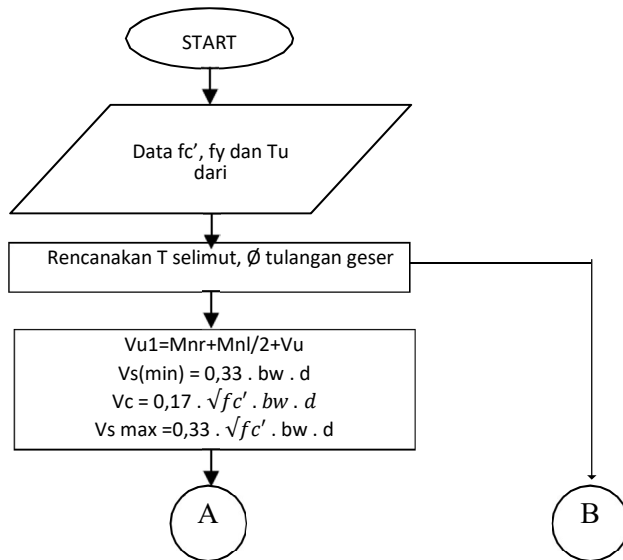 START
Data fc’, fy dan Tu
dari
Rencanakan T selimut, Ø tulangan geser
Vu1=Mnr+Mnl/2+Vu
Vs(min) = 0,33 . bw . d
Vc = 0,17 . √fc′ . bw . d
Vs max =0,33 . √fc′ . bw . d
A
B